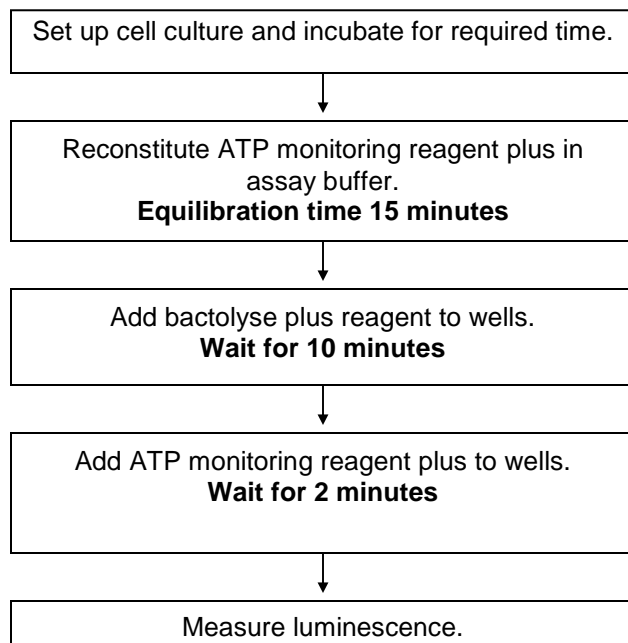 Set up cell culture and incubate for required time.
Reconstitute ATP monitoring reagent plus in
assay buffer.
Equilibration time 15 minutes
Add bactolyse plus reagent to wells.
Wait for 10 minutes
Add ATP monitoring reagent plus to wells.
Wait for 2 minutes
Measure luminescence.